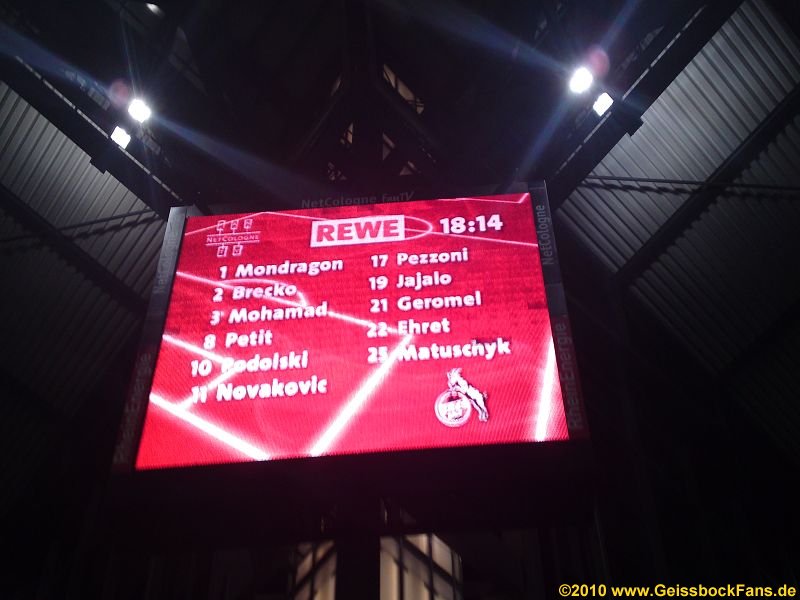 NetCologne FanTV
NetCologne
REWE
18:14
1 Mondragon
2 Brecko
3 Mohamad
8 Petit
10 Podolski
11 Novakovic
17 Pezzoni
19 Jajalo
21 Geromel
22 Ehret
25 Matuschyk
NetCologne
NetCologne
RheinEnergie
RheinEnergie
©2010 www.GeissbockFans.de